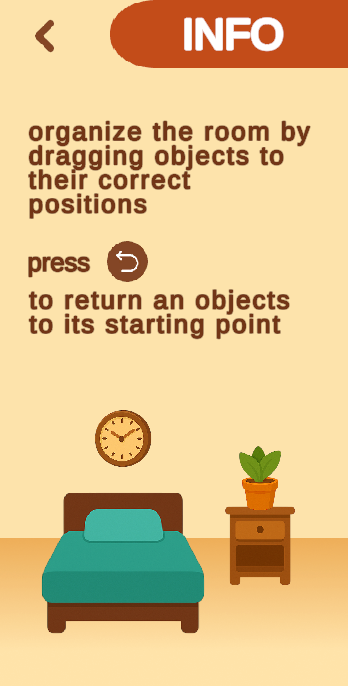 INFO
organize the room by
dragging objects to
their correct
positions
press
to return an objects
to its starting point